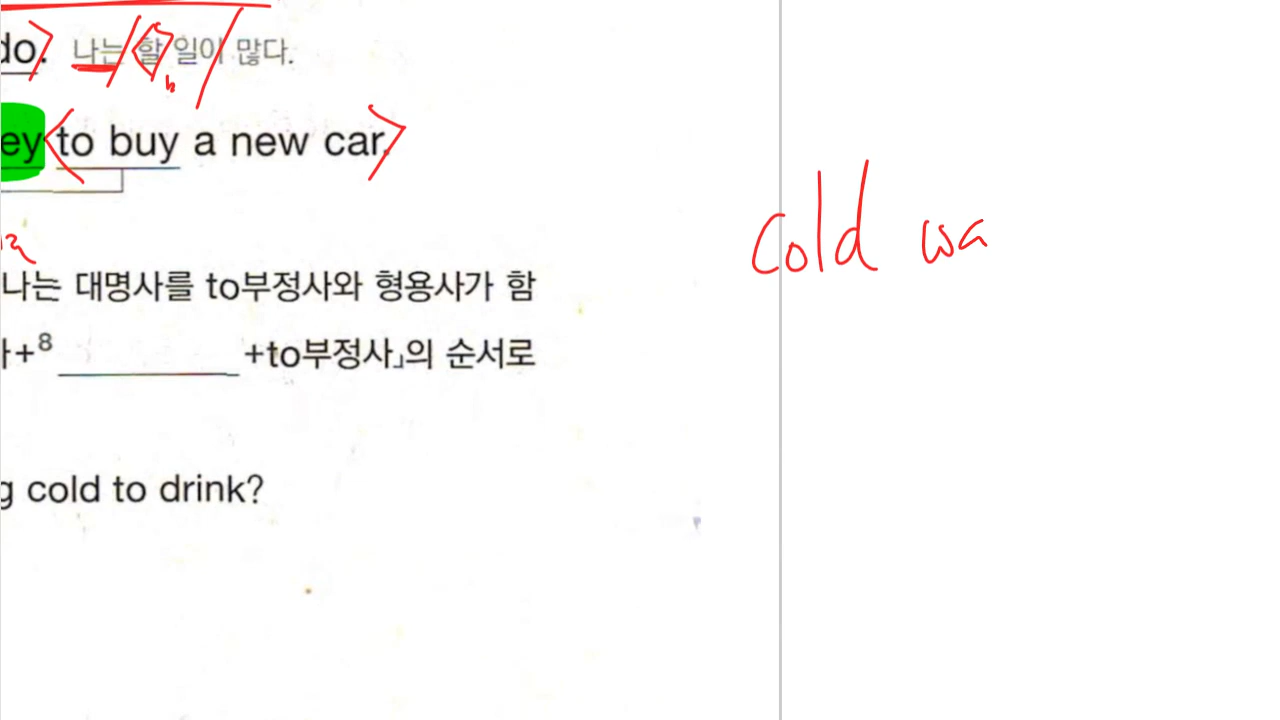 do. 나는 할 일이 많다.
ey to buy a new car.
cold wa
나는 대명사를 to부정사와 형용사가 함
+8 +to부정사」의 순서로
g cold to drink?